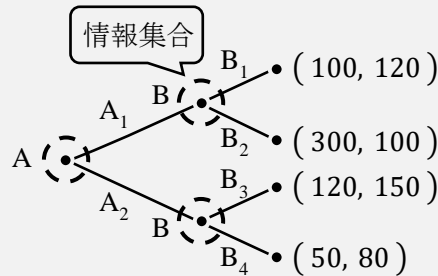 情報集合
B₁
( 100, 120 )
B
A₁
B₂
( 300, 100 )
A
B₃
( 120, 150 )
A₂
B
B₄
( 50, 80 )